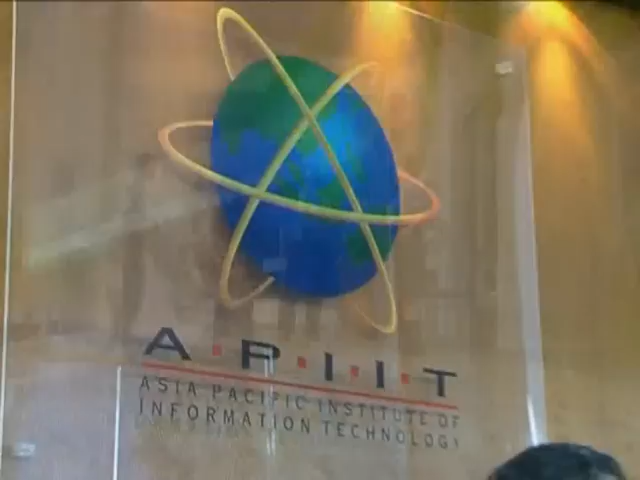 A·P·I·I·T
ASIA PACIFIC INSTITUTE OF
INFORMATION TECHNOLOGY